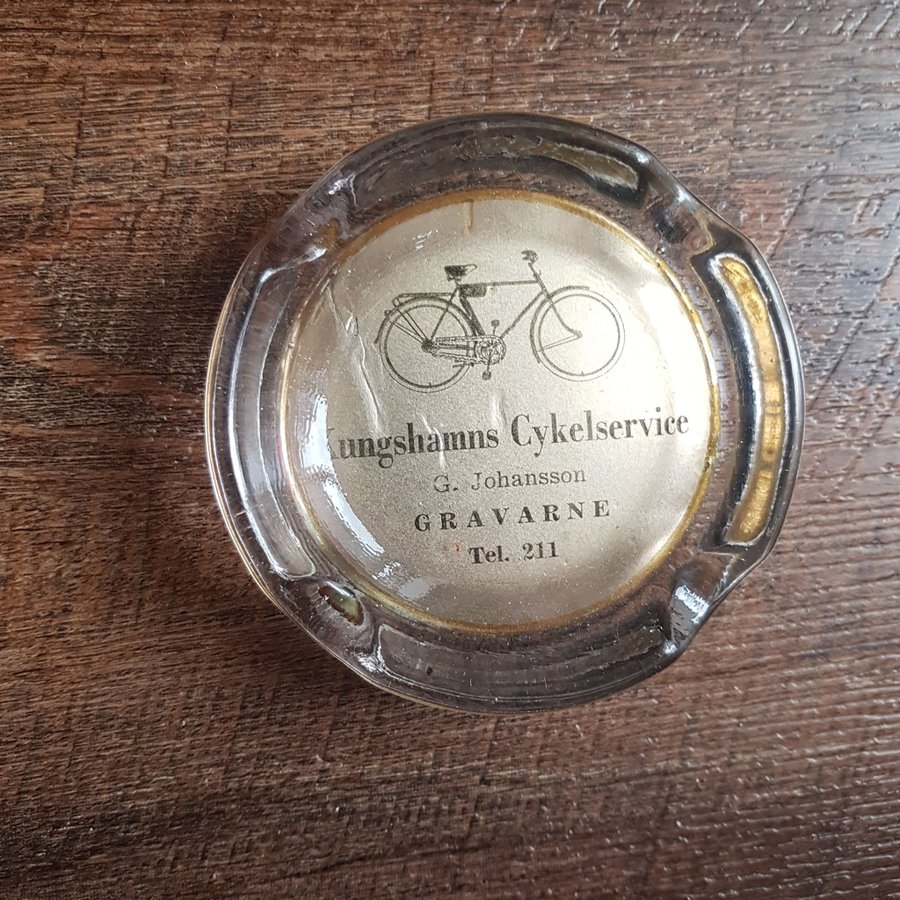 Kungshamns Cykelservice
G. Johansson
GRAVARNE
Tel. 211